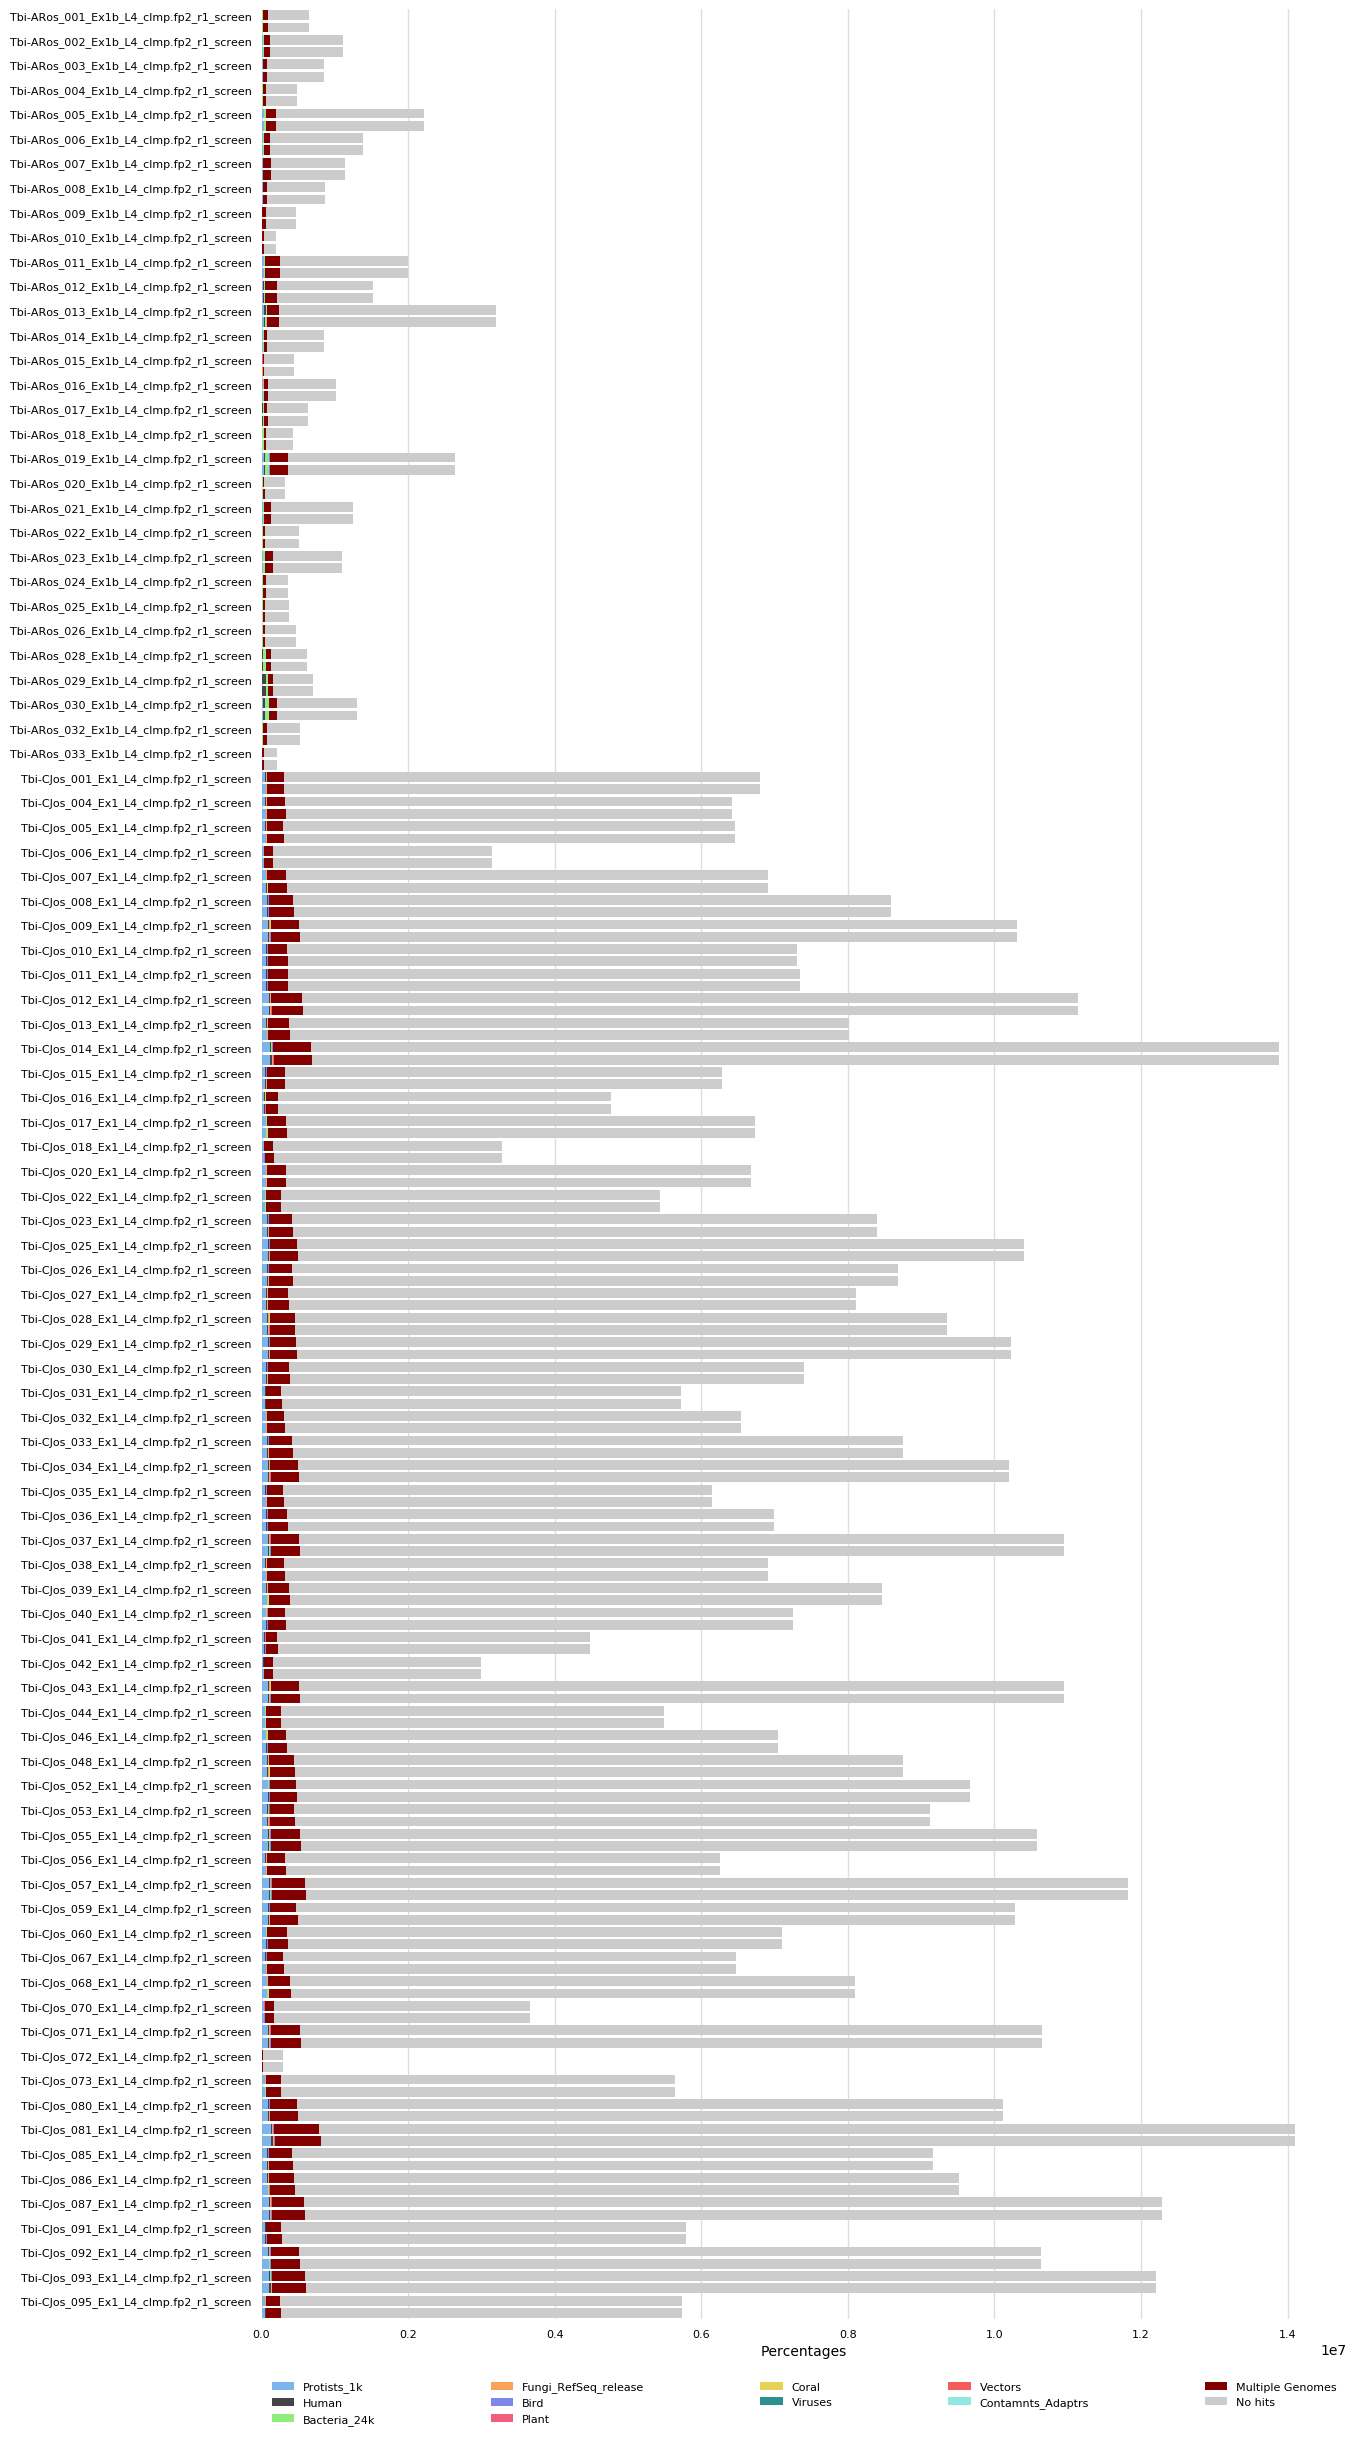 Tbi-ARos_001_Ex1b_L4_clmp.fp2_r1_screen
Tbi-ARos_002_Ex1b_L4_clmp.fp2_r1_screen
Tbi-ARos_003_Ex1b_L4_clmp.fp2_r1_screen
Tbi-ARos_004_Ex1b_L4_clmp.fp2_r1_screen
Tbi-ARos_005_Ex1b_L4_clmp.fp2_r1_screen
Tbi-ARos_006_Ex1b_L4_clmp.fp2_r1_screen
Tbi-ARos_007_Ex1b_L4_clmp.fp2_r1_screen
Tbi-ARos_008_Ex1b_L4_clmp.fp2_r1_screen
Tbi-ARos_009_Ex1b_L4_clmp.fp2_r1_screen
Tbi-ARos_010_Ex1b_L4_clmp.fp2_r1_screen
Tbi-ARos_011_Ex1b_L4_clmp.fp2_r1_screen
Tbi-ARos_012_Ex1b_L4_clmp.fp2_r1_screen
Tbi-ARos_013_Ex1b_L4_clmp.fp2_r1_screen
Tbi-ARos_014_Ex1b_L4_clmp.fp2_r1_screen
Tbi-ARos_015_Ex1b_L4_clmp.fp2_r1_screen
Tbi-ARos_016_Ex1b_L4_clmp.fp2_r1_screen
Tbi-ARos_017_Ex1b_L4_clmp.fp2_r1_screen
Tbi-ARos_018_Ex1b_L4_clmp.fp2_r1_screen
Tbi-ARos_019_Ex1b_L4_clmp.fp2_r1_screen
Tbi-ARos_020_Ex1b_L4_clmp.fp2_r1_screen
Tbi-ARos_021_Ex1b_L4_clmp.fp2_r1_screen
Tbi-ARos_022_Ex1b_L4_clmp.fp2_r1_screen
Tbi-ARos_023_Ex1b_L4_clmp.fp2_r1_screen
Tbi-ARos_024_Ex1b_L4_clmp.fp2_r1_screen
Tbi-ARos_025_Ex1b_L4_clmp.fp2_r1_screen
Tbi-ARos_026_Ex1b_L4_clmp.fp2_r1_screen
Tbi-ARos_028_Ex1b_L4_clmp.fp2_r1_screen
Tbi-ARos_029_Ex1b_L4_clmp.fp2_r1_screen
Tbi-ARos_030_Ex1b_L4_clmp.fp2_r1_screen
Tbi-ARos_032_Ex1b_L4_clmp.fp2_r1_screen
Tbi-ARos_033_Ex1b_L4_clmp.fp2_r1_screen
Tbi-CJos_001_Ex1_L4_clmp.fp2_r1_screen
Tbi-CJos_004_Ex1_L4_clmp.fp2_r1_screen
Tbi-CJos_005_Ex1_L4_clmp.fp2_r1_screen
Tbi-CJos_006_Ex1_L4_clmp.fp2_r1_screen
Tbi-CJos_007_Ex1_L4_clmp.fp2_r1_screen
Tbi-CJos_008_Ex1_L4_clmp.fp2_r1_screen
Tbi-CJos_009_Ex1_L4_clmp.fp2_r1_screen
Tbi-CJos_010_Ex1_L4_clmp.fp2_r1_screen
Tbi-CJos_011_Ex1_L4_clmp.fp2_r1_screen
Tbi-CJos_012_Ex1_L4_clmp.fp2_r1_screen
Tbi-CJos_013_Ex1_L4_clmp.fp2_r1_screen
Tbi-CJos_014_Ex1_L4_clmp.fp2_r1_screen
Tbi-CJos_015_Ex1_L4_clmp.fp2_r1_screen
Tbi-CJos_016_Ex1_L4_clmp.fp2_r1_screen
Tbi-CJos_017_Ex1_L4_clmp.fp2_r1_screen
Tbi-CJos_018_Ex1_L4_clmp.fp2_r1_screen
Tbi-CJos_020_Ex1_L4_clmp.fp2_r1_screen
Tbi-CJos_022_Ex1_L4_clmp.fp2_r1_screen
Tbi-CJos_023_Ex1_L4_clmp.fp2_r1_screen
Tbi-CJos_025_Ex1_L4_clmp.fp2_r1_screen
Tbi-CJos_026_Ex1_L4_clmp.fp2_r1_screen
Tbi-CJos_027_Ex1_L4_clmp.fp2_r1_screen
Tbi-CJos_028_Ex1_L4_clmp.fp2_r1_screen
Tbi-CJos_029_Ex1_L4_clmp.fp2_r1_screen
Tbi-CJos_030_Ex1_L4_clmp.fp2_r1_screen
Tbi-CJos_031_Ex1_L4_clmp.fp2_r1_screen
Tbi-CJos_032_Ex1_L4_clmp.fp2_r1_screen
Tbi-CJos_033_Ex1_L4_clmp.fp2_r1_screen
Tbi-CJos_034_Ex1_L4_clmp.fp2_r1_screen
Tbi-CJos_035_Ex1_L4_clmp.fp2_r1_screen
Tbi-CJos_036_Ex1_L4_clmp.fp2_r1_screen
Tbi-CJos_037_Ex1_L4_clmp.fp2_r1_screen
Tbi-CJos_038_Ex1_L4_clmp.fp2_r1_screen
Tbi-CJos_039_Ex1_L4_clmp.fp2_r1_screen
Tbi-CJos_040_Ex1_L4_clmp.fp2_r1_screen
Tbi-CJos_041_Ex1_L4_clmp.fp2_r1_screen
Tbi-CJos_042_Ex1_L4_clmp.fp2_r1_screen
Tbi-CJos_043_Ex1_L4_clmp.fp2_r1_screen
Tbi-CJos_044_Ex1_L4_clmp.fp2_r1_screen
Tbi-CJos_046_Ex1_L4_clmp.fp2_r1_screen
Tbi-CJos_048_Ex1_L4_clmp.fp2_r1_screen
Tbi-CJos_052_Ex1_L4_clmp.fp2_r1_screen
Tbi-CJos_053_Ex1_L4_clmp.fp2_r1_screen
Tbi-CJos_055_Ex1_L4_clmp.fp2_r1_screen
Tbi-CJos_056_Ex1_L4_clmp.fp2_r1_screen
Tbi-CJos_057_Ex1_L4_clmp.fp2_r1_screen
Tbi-CJos_059_Ex1_L4_clmp.fp2_r1_screen
Tbi-CJos_060_Ex1_L4_clmp.fp2_r1_screen
Tbi-CJos_067_Ex1_L4_clmp.fp2_r1_screen
Tbi-CJos_068_Ex1_L4_clmp.fp2_r1_screen
Tbi-CJos_070_Ex1_L4_clmp.fp2_r1_screen
Tbi-CJos_071_Ex1_L4_clmp.fp2_r1_screen
Tbi-CJos_072_Ex1_L4_clmp.fp2_r1_screen
Tbi-CJos_073_Ex1_L4_clmp.fp2_r1_screen
Tbi-CJos_080_Ex1_L4_clmp.fp2_r1_screen
Tbi-CJos_081_Ex1_L4_clmp.fp2_r1_screen
Tbi-CJos_085_Ex1_L4_clmp.fp2_r1_screen
Tbi-CJos_086_Ex1_L4_clmp.fp2_r1_screen
Tbi-CJos_087_Ex1_L4_clmp.fp2_r1_screen
Tbi-CJos_091_Ex1_L4_clmp.fp2_r1_screen
Tbi-CJos_092_Ex1_L4_clmp.fp2_r1_screen
Tbi-CJos_093_Ex1_L4_clmp.fp2_r1_screen
Tbi-CJos_095_Ex1_L4_clmp.fp2_r1_screen
0.0 0.2 0.4 0.6 0.8 1.0 1.2 1.4
Percentages 1e7
Protists_1k Fungi_RefSeq_release Coral Vectors Multiple Genomes
Human Bird Viruses Contamnts_Adaptrs No hits
Bacteria_24k Plant